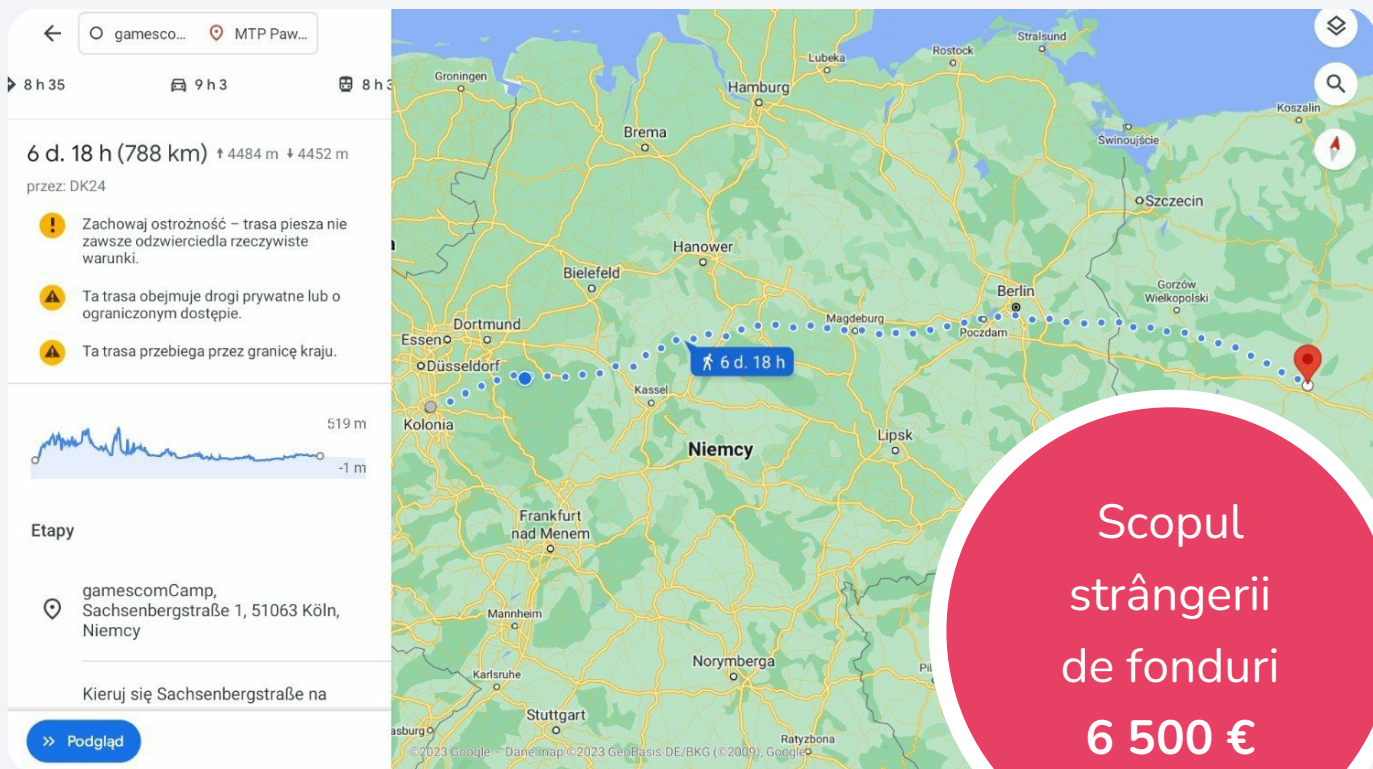 gamesco...
MTP Paw...
8 h 35
9 h 3
8 h 3
6 d. 18 h (788 km) 4484 m 4452 m
przez: DK24
Zachowaj ostrożność – trasa piesza nie
zawsze odzwierciedla rzeczywiste
warunki.
Ta trasa obejmuje drogi prywatne lub o
ograniczonym dostępie.
Ta trasa przebiega przez granicę kraju.
519 m
-1 m
Etapy
gamescomCamp,
Sachsenbergstraße 1, 51063 Köln,
Niemcy
Kieruj się Sachsenbergstraße na
Podgląd
Stralsund
Rostock
Lubeka
Groningen
Hamburg
Koszalin
Brema
Świnoujście
Szczecin
Hanower
Bielefeld
Gorzów
Wielkopolski
Berlin
Magdeburg
Poczdam
Dortmund
Essen
Düsseldorf
6 d. 18 h
Kassel
Kolonia
Lipsk
Niemcy
Frankfurt
nad Menem
Mannheim
Norymberga
Karlsruhe
Stuttgart
asburg
Ratyzbona
©2023 Google – Dane map ©2023 GeoBasis-DE/BKG (©2009), Google
Scopul
strângerii
de fonduri
6 500 €